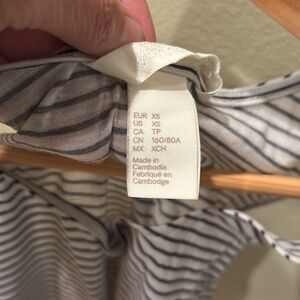 EUR XS
US XS
CA TP
CN 160/80A
MX XCH
Made in
Cambodia
Fabriqué en
Cambodge